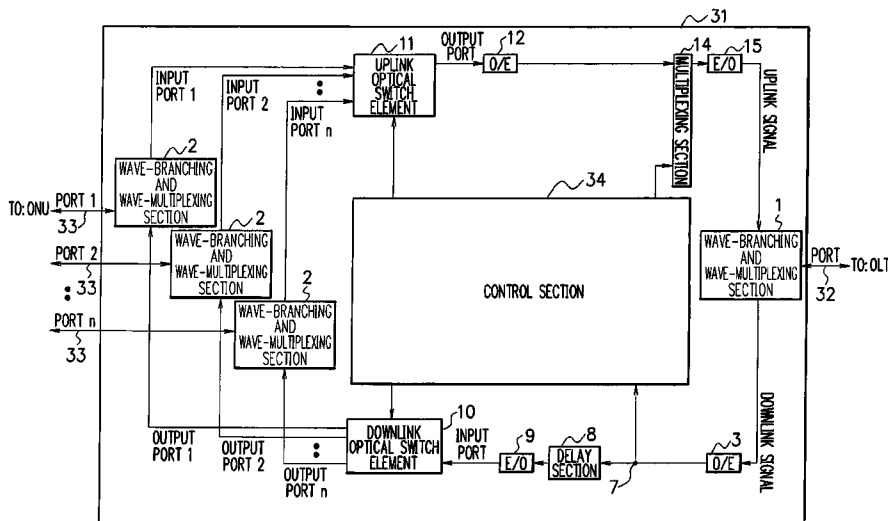 31
11
UPLINK
OPTICAL
SWITCH
ELEMENT
OUTPUT
PORT
12
O/E
14
MULTIPLEXING
SECTION
15
E/O
UPLINK SIGNAL
INPUT
PORT 1
INPUT
PORT 2
INPUT
PORT n
2
WAVE-BRANCHING
AND
WAVE-MULTIPLEXING
SECTION
TO:ONU
PORT 1
33
2
WAVE-BRANCHING
AND
WAVE-MULTIPLEXING
SECTION
PORT 2
33
2
WAVE-BRANCHING
AND
WAVE-MULTIPLEXING
SECTION
PORT n
33
34
CONTROL SECTION
1
WAVE-BRANCHING
AND
WAVE-MULTIPLEXING
SECTION
PORT
32
TO:OLT
OUTPUT
PORT 1
OUTPUT
PORT 2
OUTPUT
PORT n
10
DOWNLINK
OPTICAL SWITCH
ELEMENT
INPUT
PORT
9
E/O
8
DELAY
SECTION
7
3
O/E
DOWNLINK SIGNAL